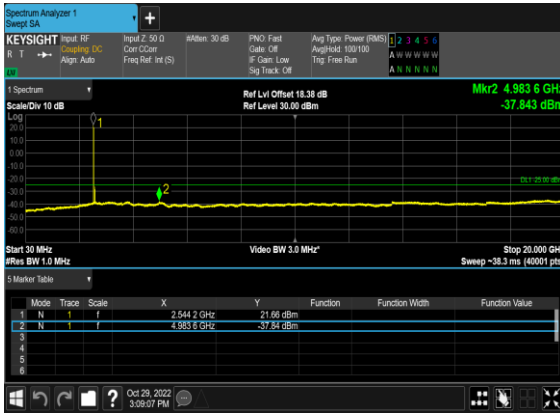 Spectrum Analyzer 1
Swept SA
+
KEYSIGHT
R T
Input: RF
Coupling: DC
Align: Auto
Input Z: 50 Ω
Corr CCorr
Freq Ref: Int (S)
#Atten: 30 dB
PNO: Fast
Gate: Off
IF Gain: Low
Sig Track: Off
Avg Type: Power (RMS)
Avg|Hold: 100/100
Trig: Free Run
1 2 3 4 5 6
A W W W W W
A N N N N N
1 Spectrum
Scale/Div 10 dB
Ref Lvl Offset 18.38 dB
Ref Level 30.00 dBm
Mkr2 4.983 6 GHz
-37.843 dBm
Log
20.0
10.0
0.00
-10.0
-20.0
-30.0
-40.0
-50.0
-60.0
1
2
DL1 -25.00 dBm
Start 30 MHz
#Res BW 1.0 MHz
Video BW 3.0 MHz*
Stop 20.000 GHz
Sweep ~38.3 ms (40001 pts)
5 Marker Table
Mode Trace Scale X Y Function Function Width Function Value
1 N 1 f 2.544 2 GHz 21.66 dBm
2 N 1 f 4.983 6 GHz -37.84 dBm
3
4
5
6
?
Oct 29, 2022
3:09:07 PM